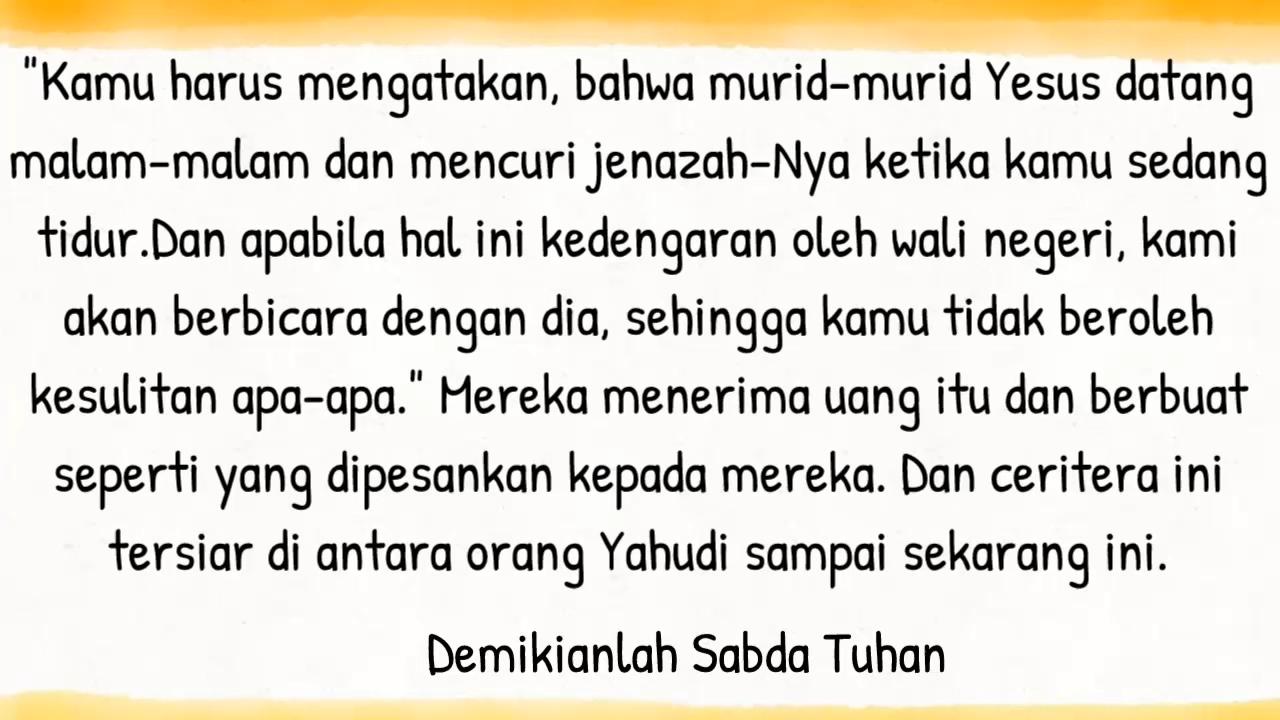 "Kamu harus mengatakan, bahwa murid-murid Yesus datang
malam-malam dan mencuri jenazah-Nya ketika kamu sedang
tidur.Dan apabila hal ini kedengaran oleh wali negeri, kami
akan berbicara dengan dia, sehingga kamu tidak beroleh
kesulitan apa-apa." Mereka menerima uang itu dan berbuat
seperti yang dipesankan kepada mereka. Dan ceritera ini
tersiar di antara orang Yahudi sampai sekarang ini.
Demikianlah Sabda Tuhan